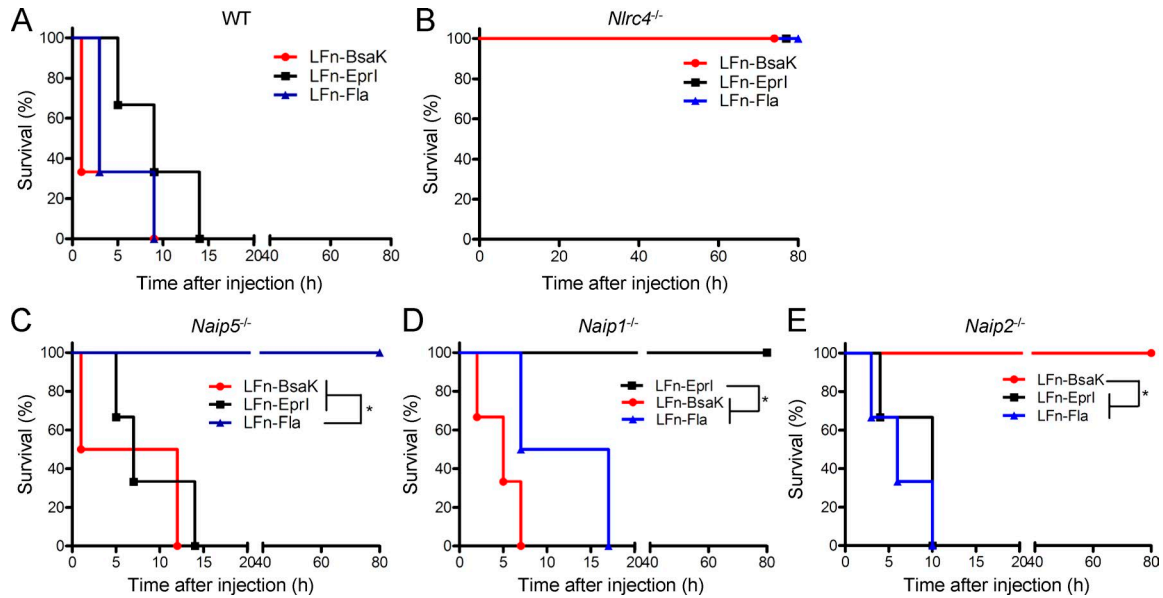 A
WT
Survival (%)
100
80
60
40
20
0
LFn-BsaK
LFn-EprI
LFn-Fla
0 5 10 15 20 40 60 80
Time after injection (h)
B
Nlrc4-/-
Survival (%)
100
80
60
40
20
0
LFn-BsaK
LFn-EprI
LFn-Fla
0 20 40 60 80
Time after injection (h)
C
Naip5-/-
Survival (%)
100
80
60
40
20
0
LFn-BsaK
LFn-EprI
LFn-Fla
*
0 5 10 15 20 40 60 80
Time after injection (h)
D
Naip1-/-
Survival (%)
100
80
60
40
20
0
LFn-EprI
LFn-BsaK
LFn-Fla
*
0 5 10 15 20 40 60 80
Time after injection (h)
E
Naip2-/-
Survival (%)
100
80
60
40
20
0
LFn-BsaK
LFn-EprI
LFn-Fla
*
0 5 10 15 20 40 60 80
Time after injection (h)